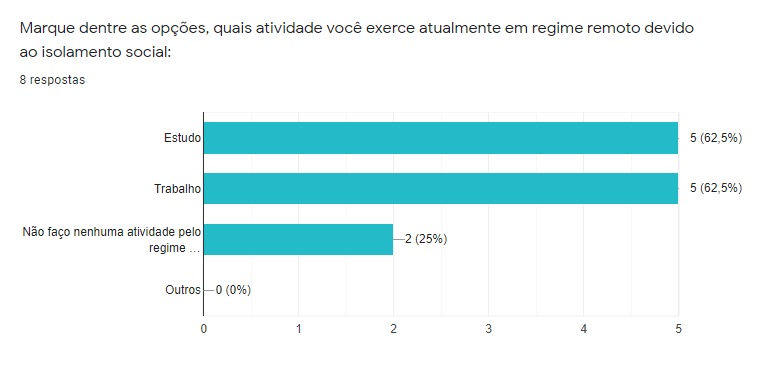 Marque dentre as opções, quais atividade você exerce atualmente em regime remoto devido
ao isolamento social:
8 respostas
Estudo
5 (62,5%)
Trabalho
5 (62,5%)
Não faço nenhuma atividade pelo
regime …
2 (25%)
Outros
0 (0%)
0 1 2 3 4 5